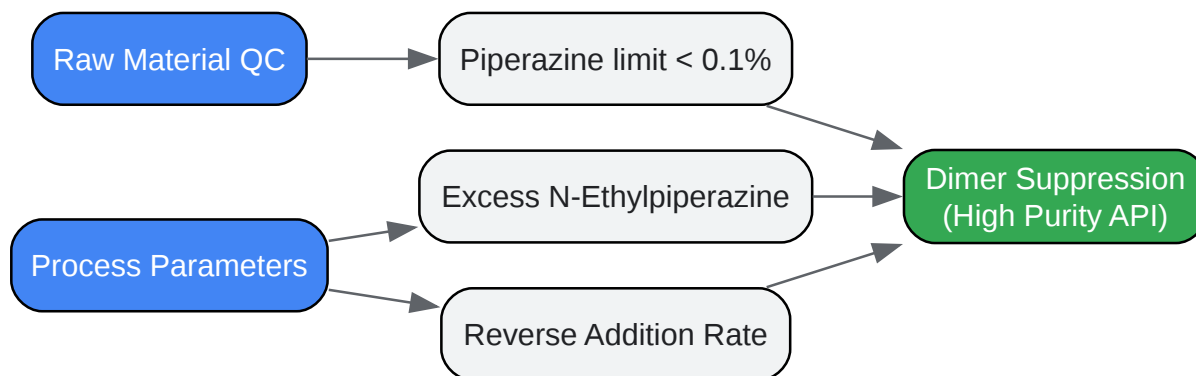 Raw Material QC
Piperazine limit < 0.1%
Excess N-Ethylpiperazine
Dimer Suppression
(High Purity API)
Process Parameters
Reverse Addition Rate